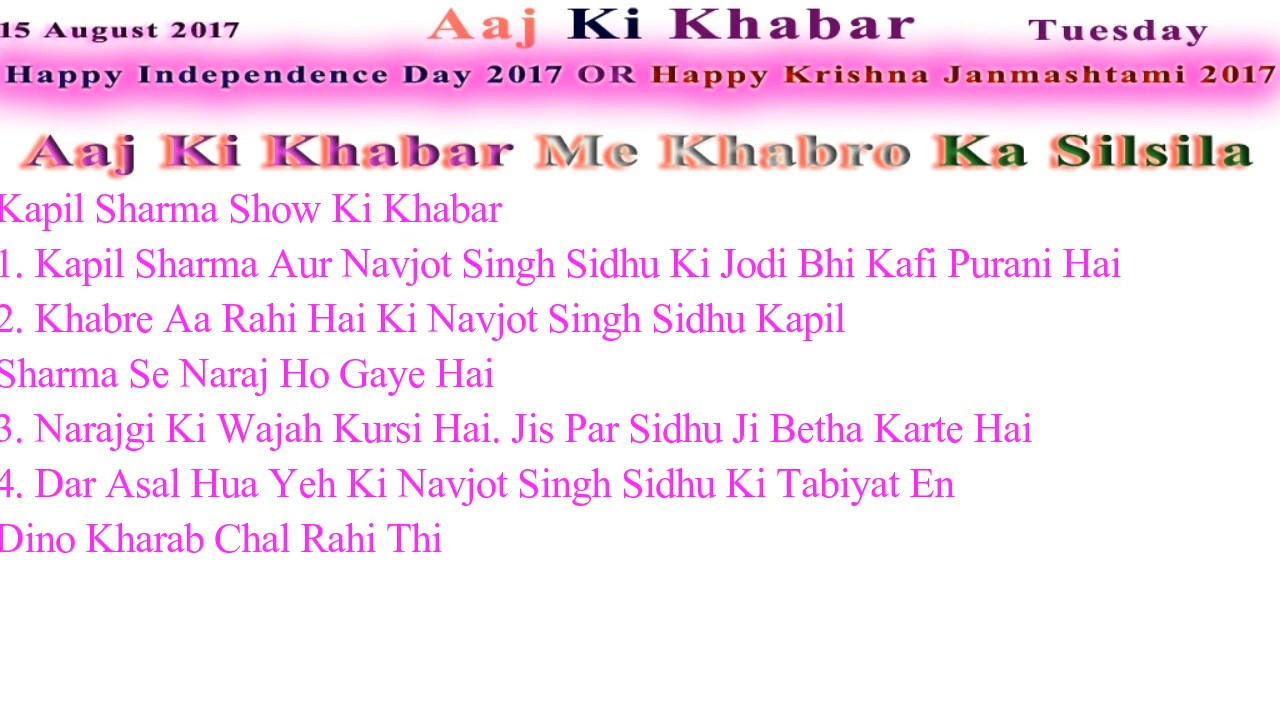 15 August 2017 Aaj Ki Khabar Tuesday
Happy Independence Day 2017 OR Happy Krishna Janmashtami 2017
Aaj Ki Khabar Me Khabro Ka Silsila
Kapil Sharma Show Ki Khabar
1. Kapil Sharma Aur Navjot Singh Sidhu Ki Jodi Bhi Kafi Purani Hai
2. Khabre Aa Rahi Hai Ki Navjot Singh Sidhu Kapil
Sharma Se Naraj Ho Gaye Hai
3. Narajgi Ki Wajah Kursi Hai. Jis Par Sidhu Ji Betha Karte Hai
4. Dar Asal Hua Yeh Ki Navjot Singh Sidhu Ki Tabiyat En
Dino Kharab Chal Rahi Thi